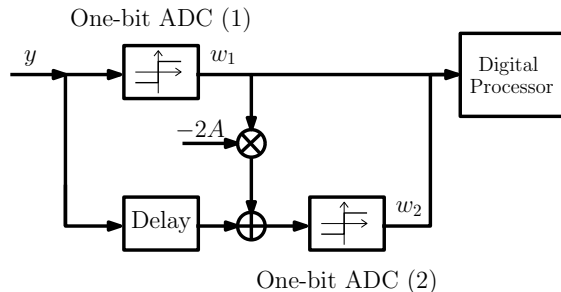 One-bit ADC (1)
y
w₁
Digital
Processor
−2A
Delay
w₂
One-bit ADC (2)